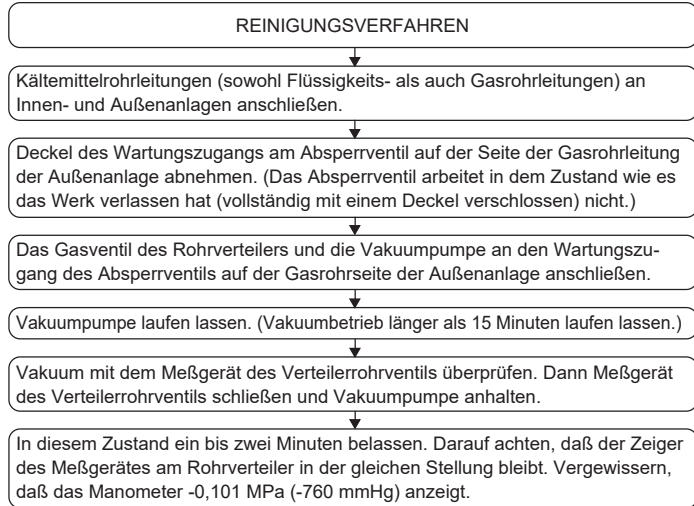 REINIGUNGSVERFAHREN
Kältemittelrohrleitungen (sowohl Flüssigkeits- als auch Gasrohrleitungen) an
Innen- und Außenanlagen anschließen.
Deckel des Wartungszugangs am Absperrventil auf der Seite der Gasrohrleitung
der Außenanlage abnehmen. (Das Absperrventil arbeitet in dem Zustand wie es
das Werk verlassen hat (vollständig mit einem Deckel verschlossen) nicht.)
Das Gasventil des Rohrverteilers und die Vakuumpumpe an den Wartungszu-
gang des Absperrventils auf der Gasrohrseite der Außenanlage anschließen.
Vakuumpumpe laufen lassen. (Vakuumbetrieb länger als 15 Minuten laufen lassen.)
Vakuum mit dem Meßgerät des Verteilerrohrventils überprüfen. Dann Meßgerät
des Verteilerrohrventils schließen und Vakuumpumpe anhalten.
In diesem Zustand ein bis zwei Minuten belassen. Darauf achten, daß der Zeiger
des Meßgerätes am Rohrverteiler in der gleichen Stellung bleibt. Vergewissern,
daß das Manometer -0,101 MPa (-760 mmHg) anzeigt.